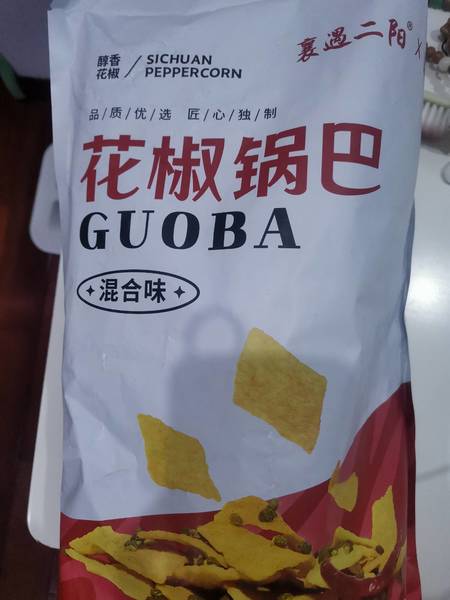 醇香 / SICHUAN
花椒 / PEPPERCORN
襄遇二阳®
品/质/优/选 匠/心/独/制
花椒锅巴
GUOBA
混合味